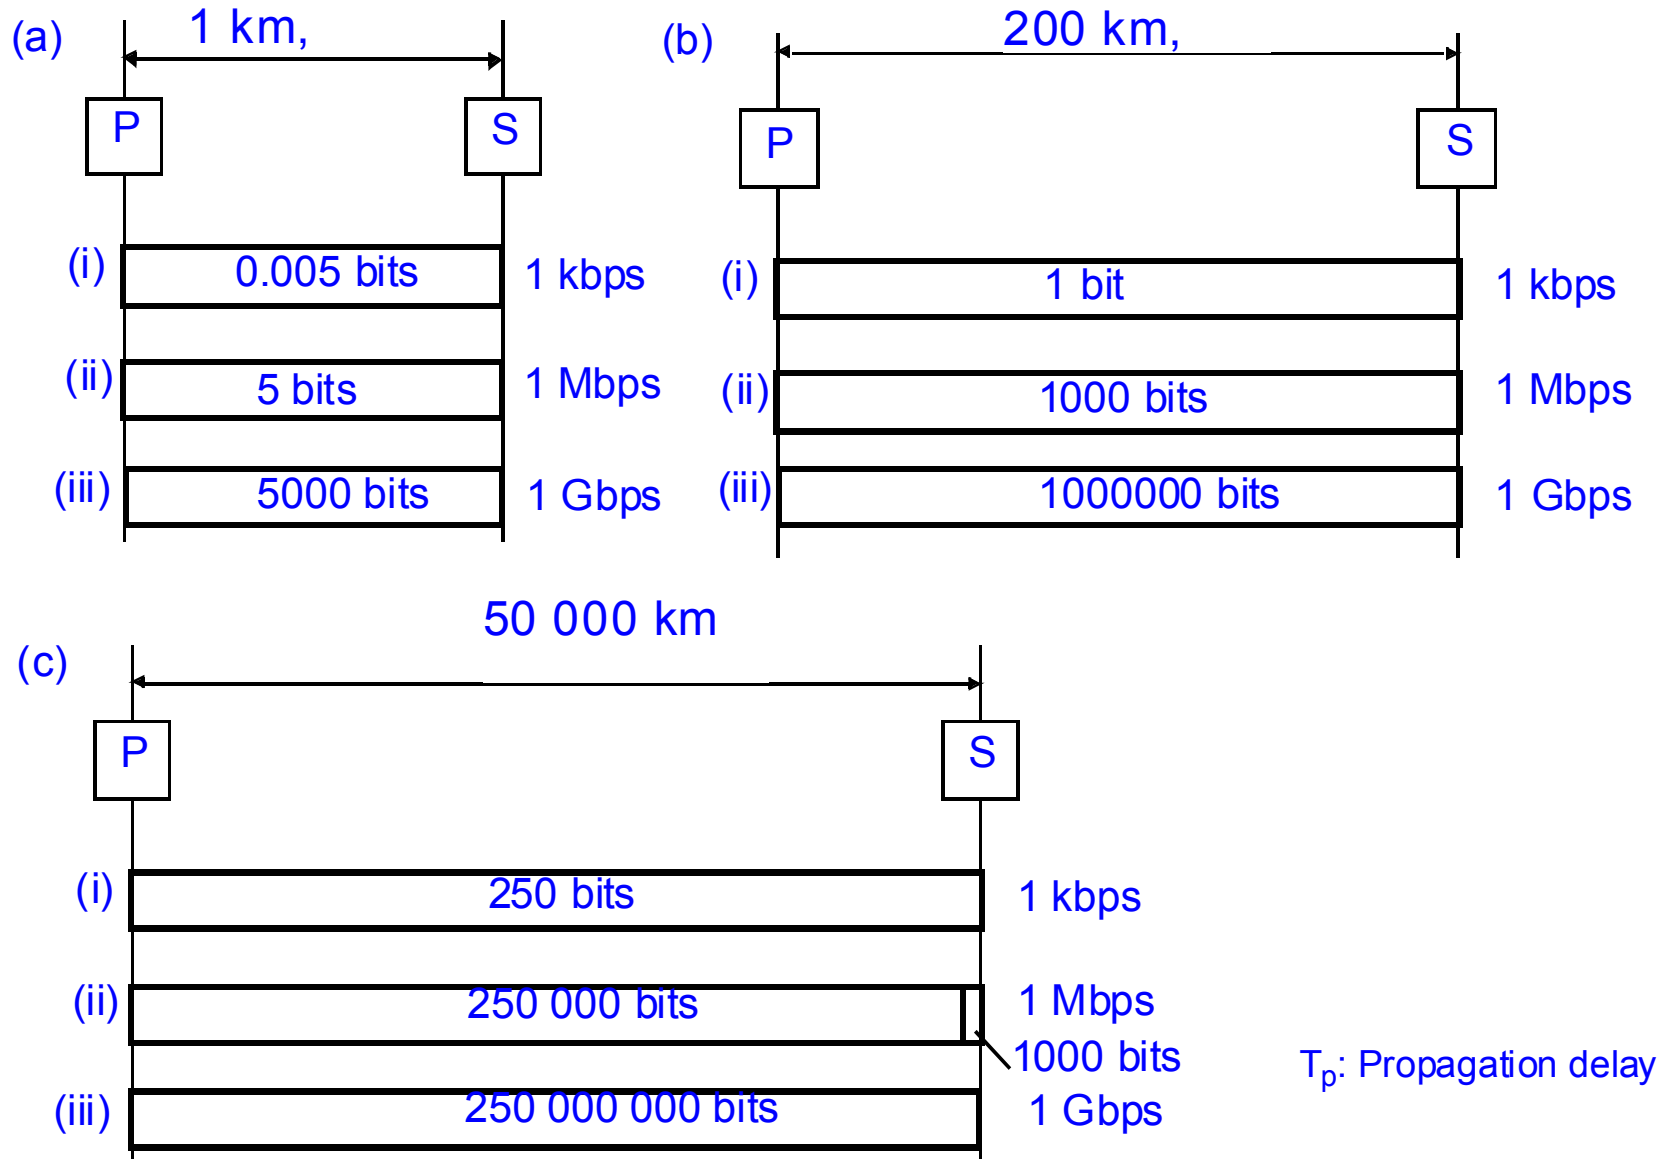 (a) 1 km,
P S
(i) 0.005 bits 1 kbps
(ii) 5 bits 1 Mbps
(iii) 5000 bits 1 Gbps
(b) 200 km,
P S
(i) 1 bit 1 kbps
(ii) 1000 bits 1 Mbps
(iii) 1000000 bits 1 Gbps
50 000 km
(c)
P S
(i) 250 bits 1 kbps
(ii) 250 000 bits 1 Mbps
1000 bits
(iii) 250 000 000 bits 1 Gbps
Tp: Propagation delay